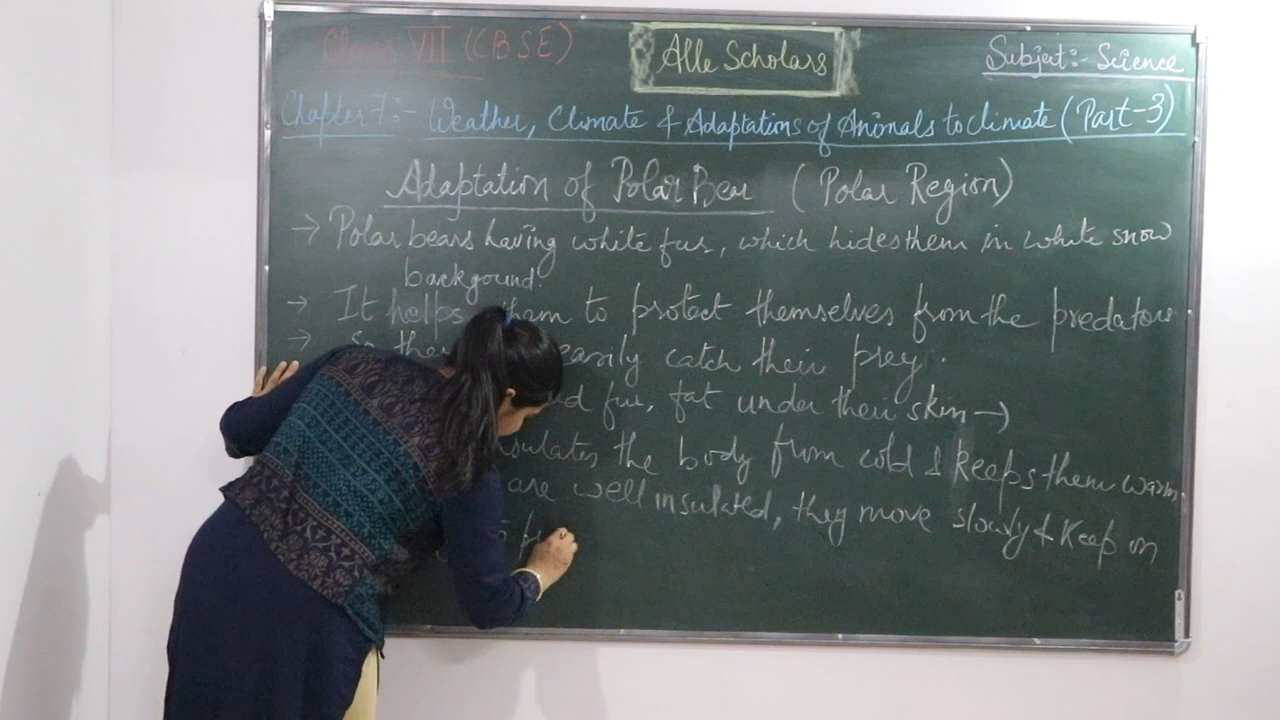 Class VII (CBSE)
Alle Scholars
Subject:- Science
Chapter 7:- Weather, Climate & Adaptations of Animals to Climate (Part-3)
Adaptation of Polar Bear (Polar Region)
→ Polar bears having white fur, which hides them in white snow
backgound.
→ It helps them to protect themselves from the predators
→ So they easily catch their prey.
fur, fat under their skin →
the body from cold & keeps them warm
are well insulated, they move slowly & Keep on